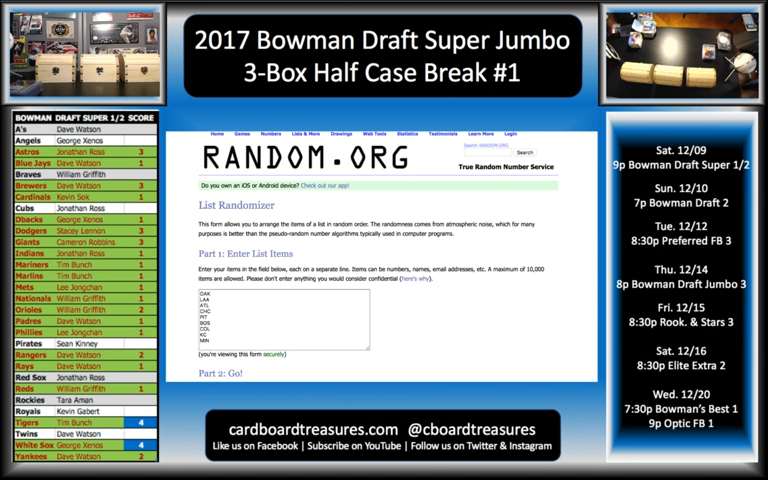 2017 Bowman Draft Super Jumbo
3-Box Half Case Break #1
BOWMAN DRAFT SUPER 1/2 SCORE
A's Dave Watson
Angels George Xenos
Astros Jonathan Ross 3
Blue Jays Dave Watson 1
Braves William Griffith
Brewers Dave Watson 3
Cardinals Kevin Sok 1
Cubs Jonathan Ross
Dbacks George Xenos 1
Dodgers Stacey Lennon 3
Giants Cameron Robbins 3
Indians Jonathan Ross 1
Mariners Tim Bunch 1
Marlins Tim Bunch 1
Mets Lee Jongchan 1
Nationals William Griffith 1
Orioles William Griffith 2
Padres Dave Watson 1
Phillies Lee Jongchan 1
Pirates Sean Kinney
Rangers Dave Watson 2
Rays Dave Watson 1
Red Sox Jonathan Ross
Reds William Griffith 1
Rockies Tara Aman
Royals Kevin Gabert
Tigers Tim Bunch 4
Twins Dave Watson
White Sox George Xenos 4
Yankees Dave Watson 2
Home Games Numbers Lists & More Drawings Web Tools Statistics Testimonials Learn More Login
RANDOM.ORG
Search RANDOM.ORG
Search
True Random Number Service
Do you own an iOS or Android device? Check out our app!
List Randomizer
This form allows you to arrange the items of a list in random order. The randomness comes from atmospheric noise, which for many
purposes is better than the pseudo-random number algorithms typically used in computer programs.
Part 1: Enter List Items
Enter your items in the field below, each on a separate line. Items can be numbers, names, email addresses, etc. A maximum of 10,000
items are allowed. Please don't enter anything you would consider confidential (here's why).
OAK
LAA
ATL
CHC
PIT
BOS
COL
KC
MIN
(you're viewing this form securely)
Part 2: Go!
cardboardtreasures.com @cboardtreasures
Like us on Facebook | Subscribe on YouTube | Follow us on Twitter & Instagram
Sat. 12/09
9p Bowman Draft Super 1/2
Sun. 12/10
7p Bowman Draft 2
Tue. 12/12
8:30p Preferred FB 3
Thu. 12/14
8p Bowman Draft Jumbo 3
Fri. 12/15
8:30p Rook. & Stars 3
Sat. 12/16
8:30p Elite Extra 2
Wed. 12/20
7:30p Bowman's Best 1
9p Optic FB 1